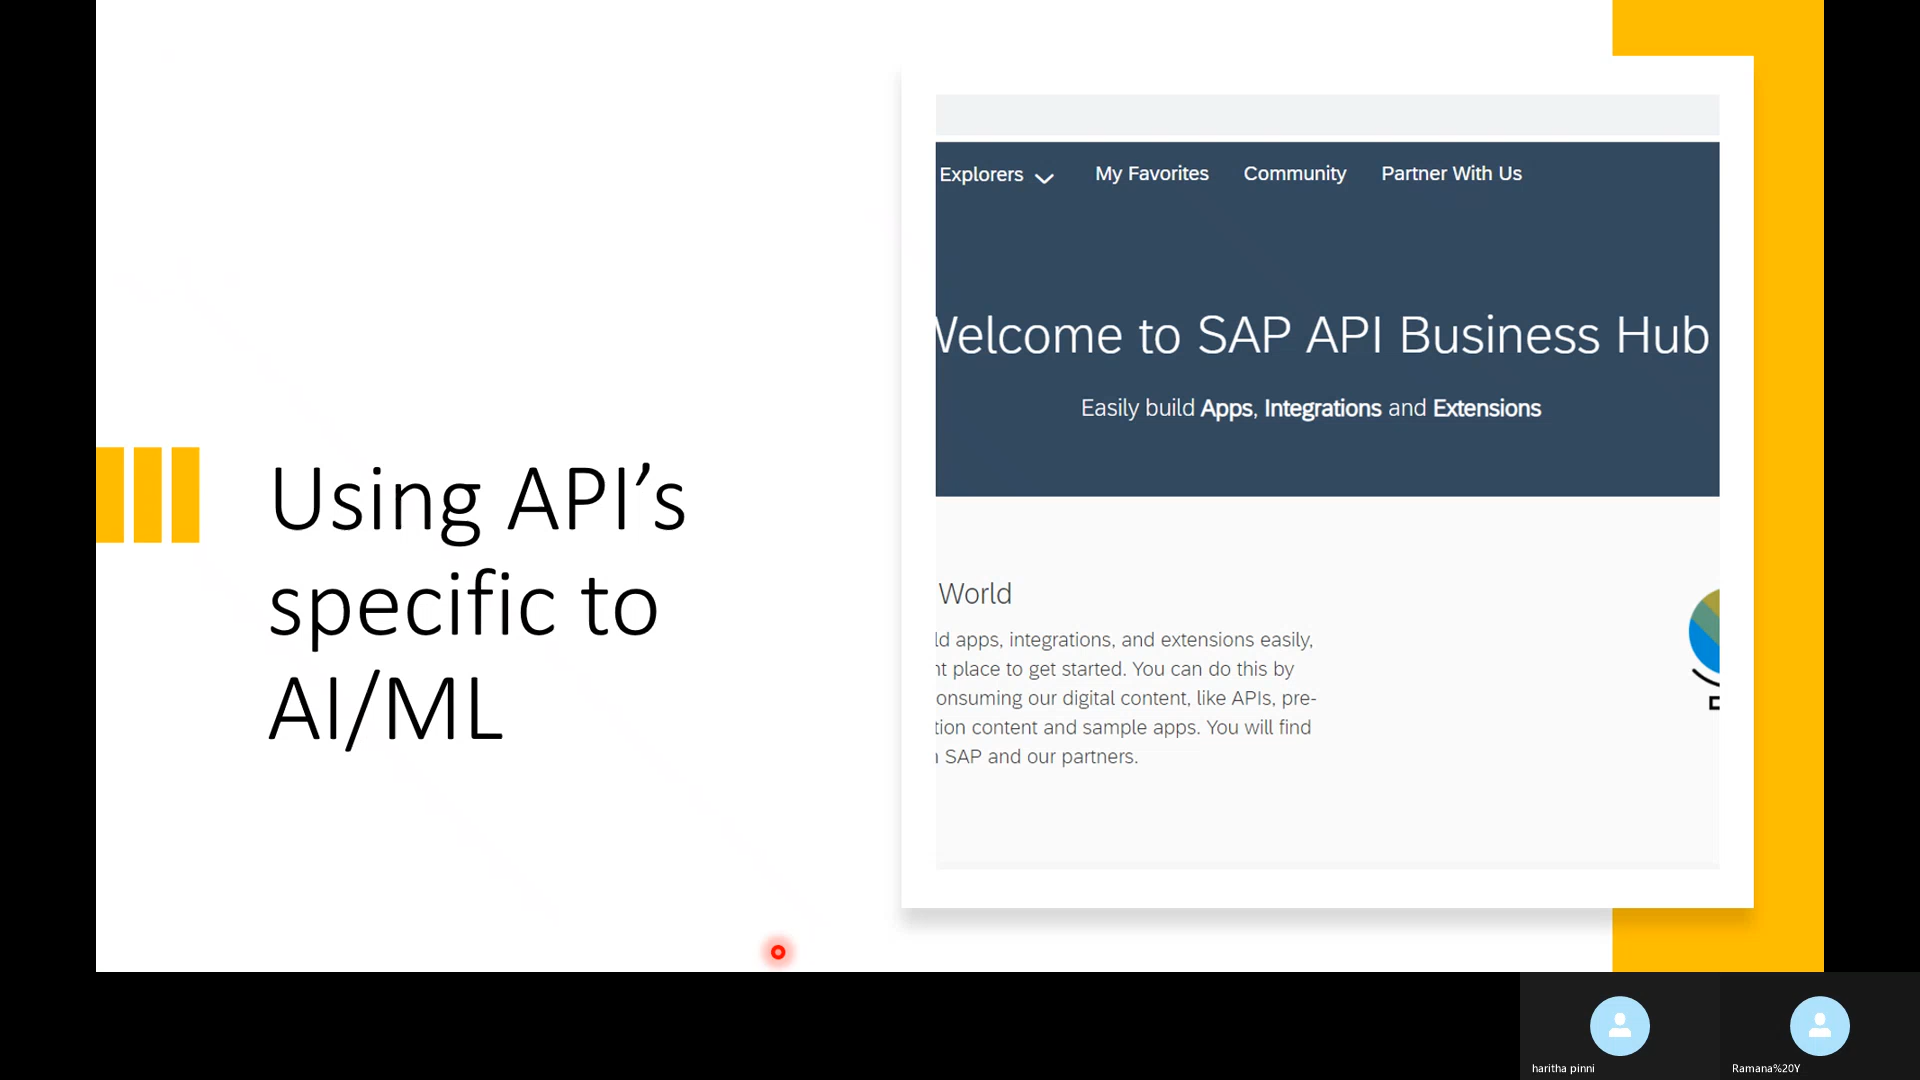 Using API’s
specific to
AI/ML
Explorers
My Favorites
Community
Partner With Us
Welcome to SAP API Business Hub
Easily build Apps, Integrations and Extensions
World
ld apps, integrations, and extensions easily,
nt place to get started. You can do this by
onsuming our digital content, like APIs, pre-
tion content and sample apps. You will find
SAP and our partners.
haritha pinni
Ramana%20Y